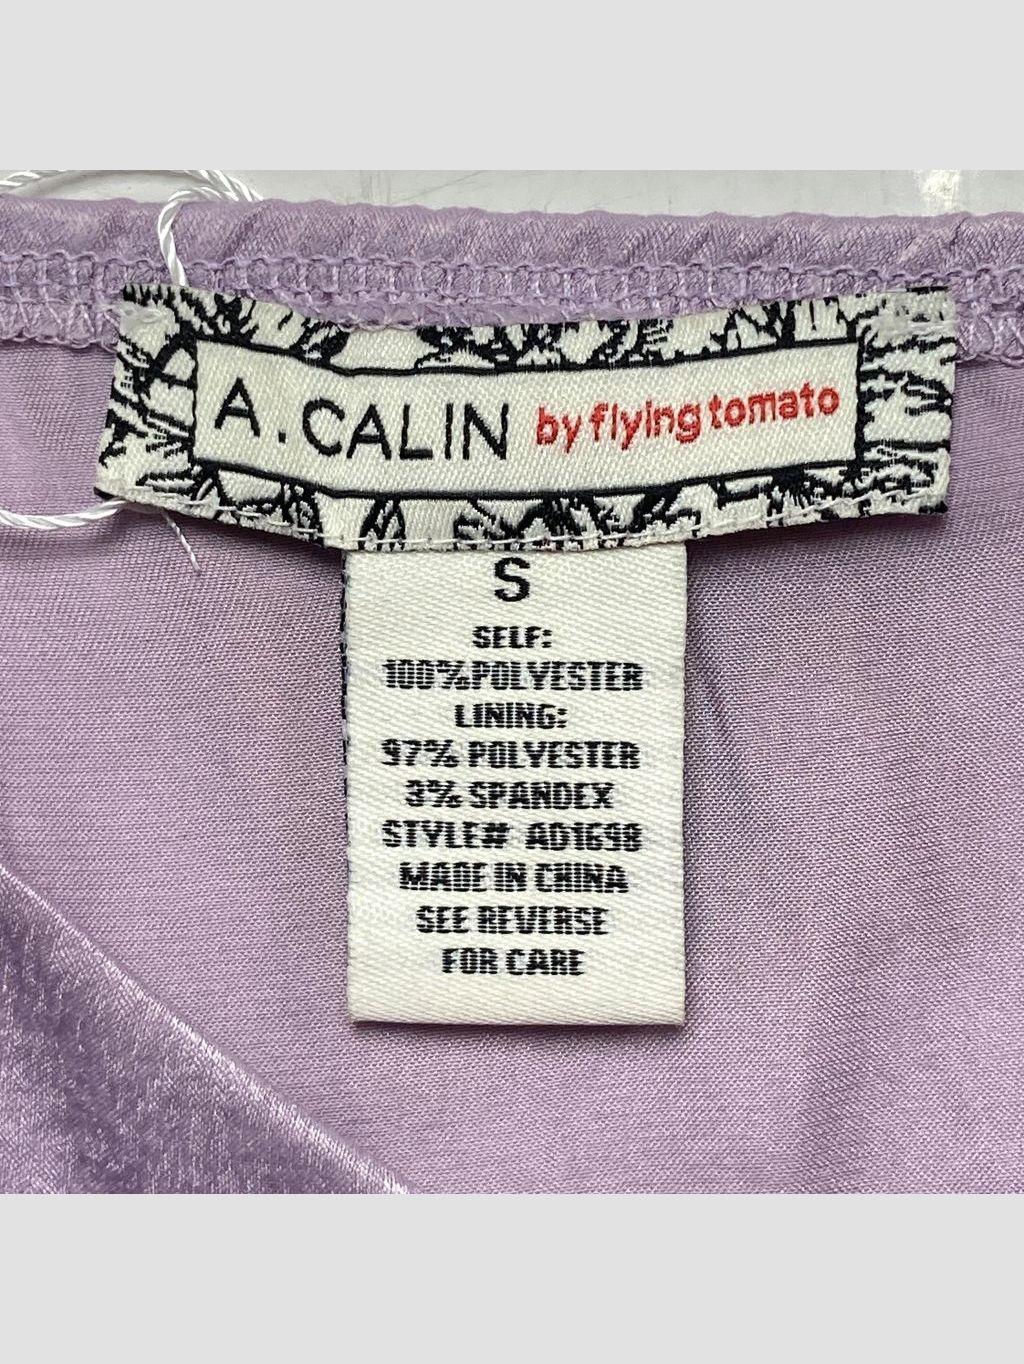 A.CALIN by flying tomato
S
SELF:
100%POLYESTER
LINING:
97% POLYESTER
3% SPANDEX
STYLE# AD1698
MADE IN CHINA
SEE REVERSE
FOR CARE